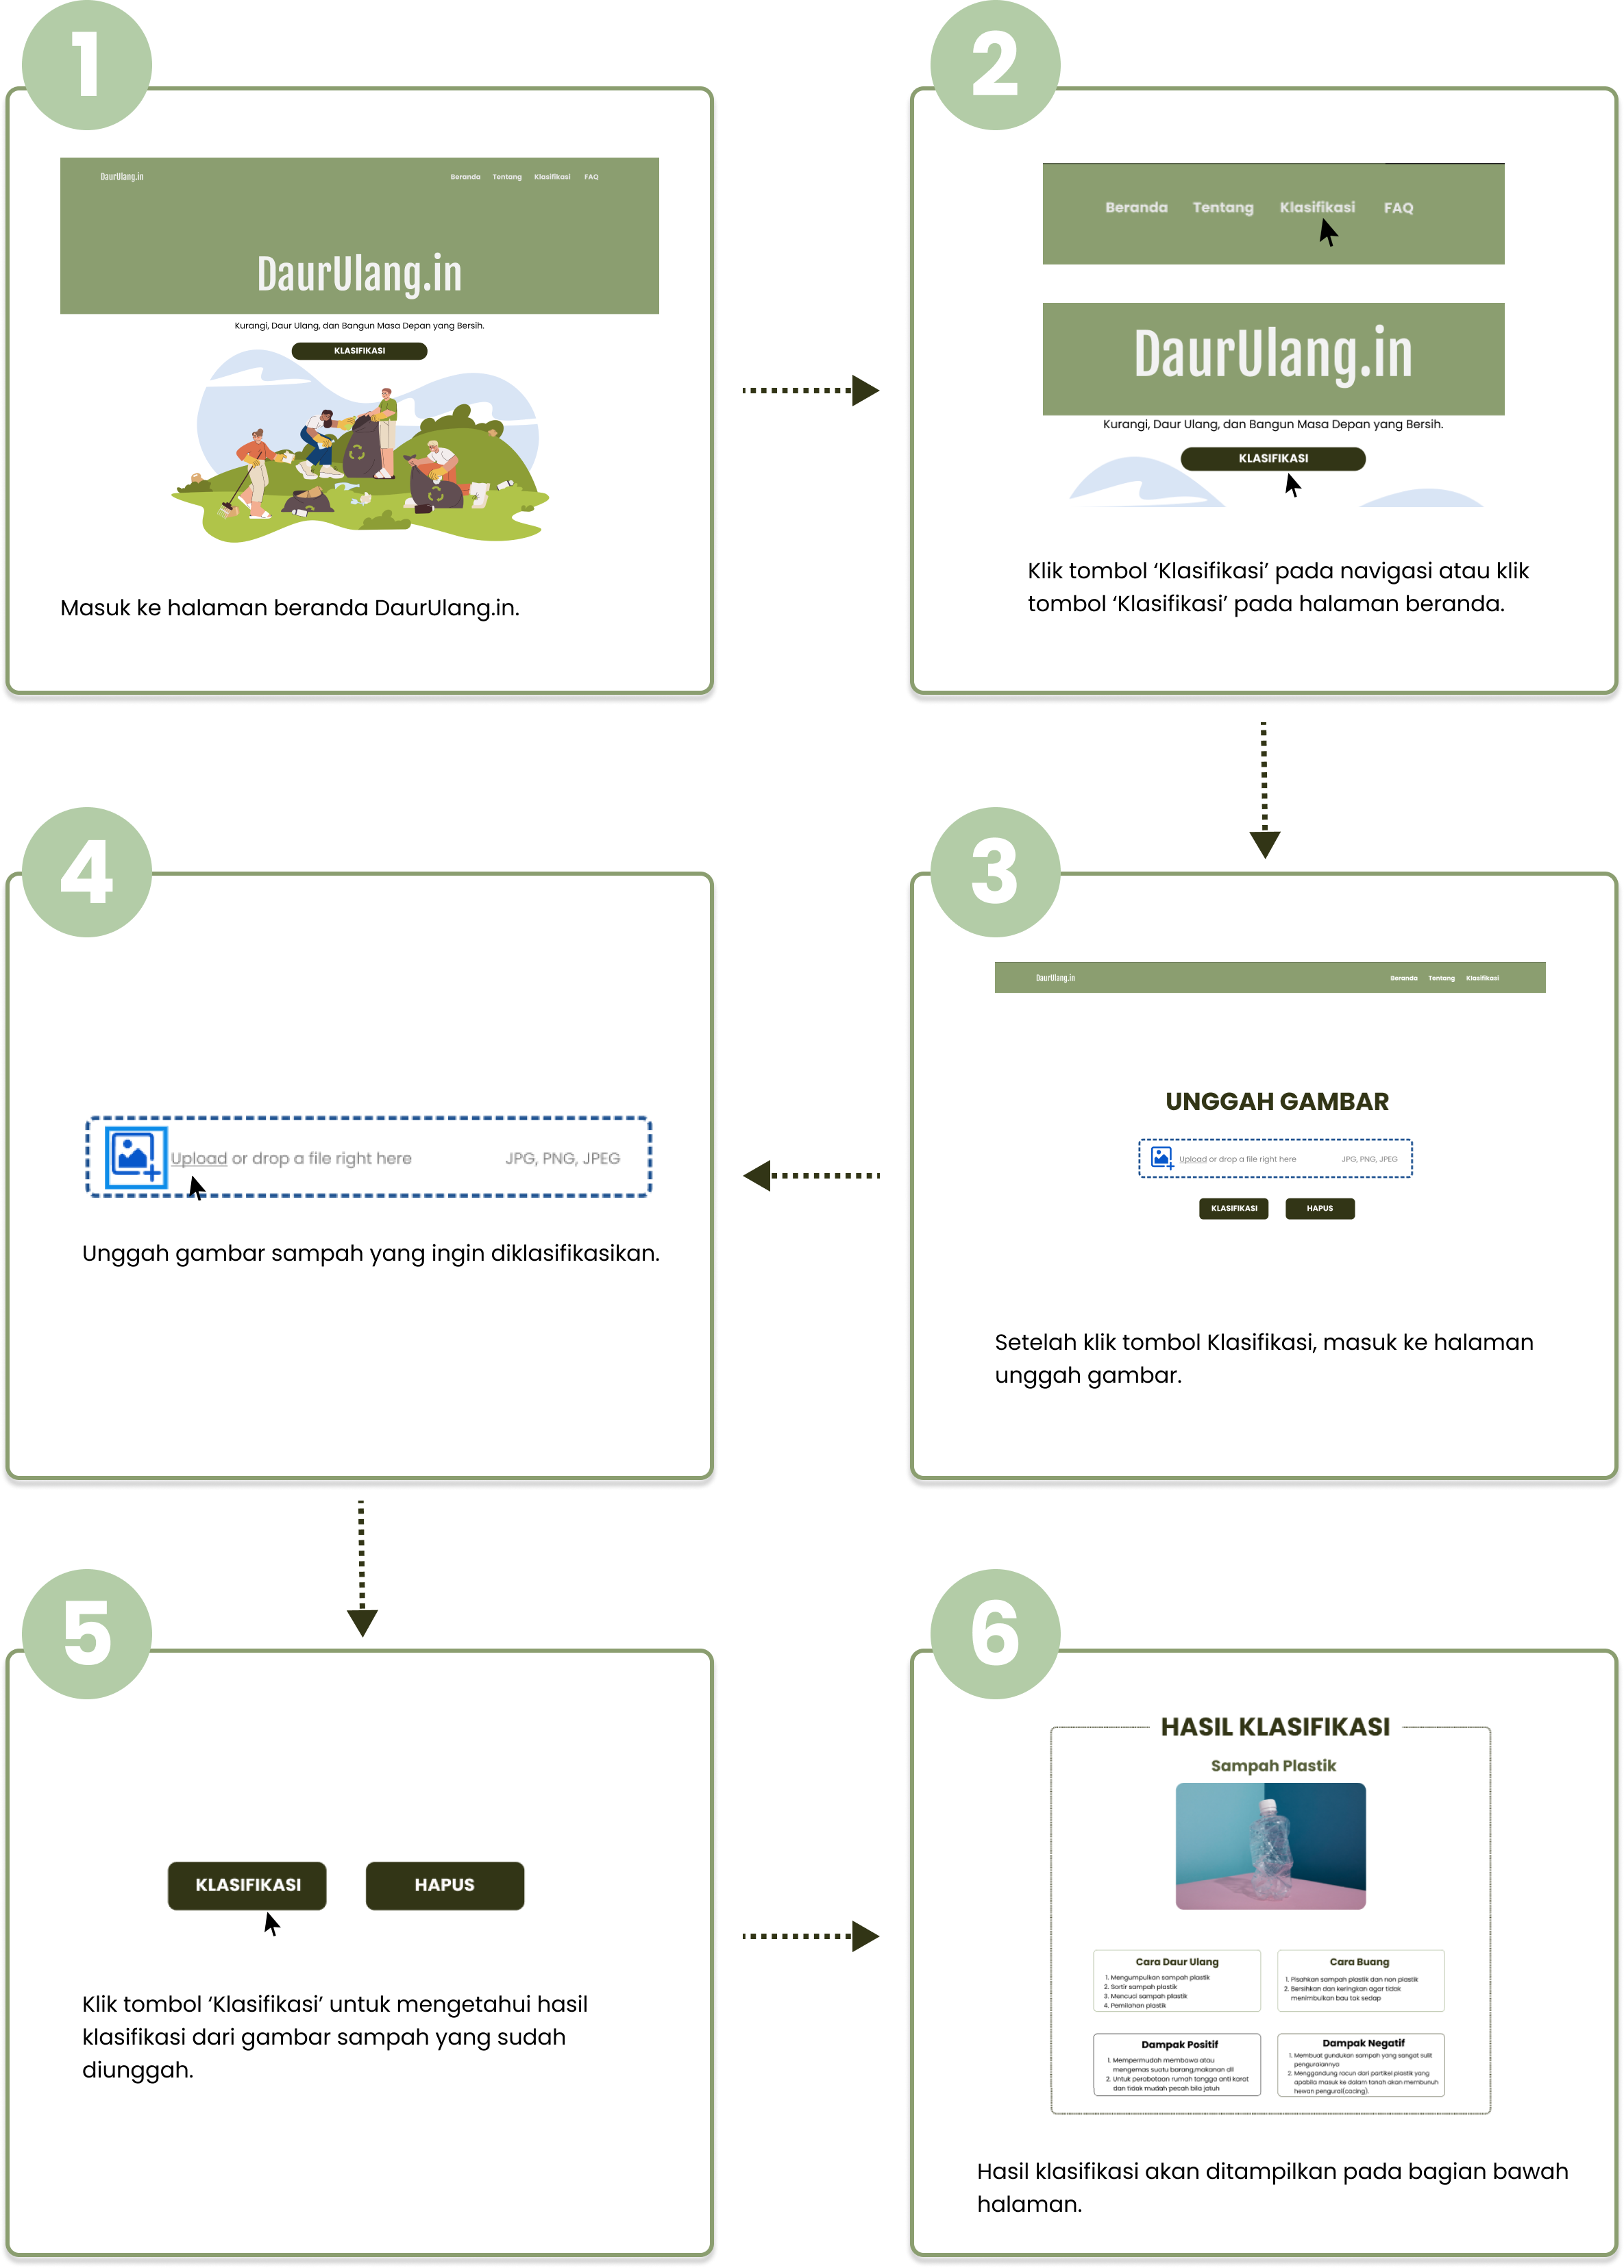 1
DaurUlang.in
Beranda Tentang Klasifikasi FAQ
DaurUlang.in
Kurangi, Daur Ulang, dan Bangun Masa Depan yang Bersih.
KLASIFIKASI
Masuk ke halaman beranda DaurUlang.in.
2
Beranda Tentang Klasifikasi FAQ
DaurUlang.in
Kurangi, Daur Ulang, dan Bangun Masa Depan yang Bersih.
KLASIFIKASI
Klik tombol ‘Klasifikasi’ pada navigasi atau klik
tombol ‘Klasifikasi’ pada halaman beranda.
3
DaurUlang.in
Beranda Tentang Klasifikasi
UNGGAH GAMBAR
Upload or drop a file right here JPG, PNG, JPEG
KLASIFIKASI HAPUS
Setelah klik tombol Klasifikasi, masuk ke halaman
unggah gambar.
4
Upload or drop a file right here JPG, PNG, JPEG
Unggah gambar sampah yang ingin diklasifikasikan.
5
KLASIFIKASI HAPUS
Klik tombol ‘Klasifikasi’ untuk mengetahui hasil
klasifikasi dari gambar sampah yang sudah
diunggah.
6
HASIL KLASIFIKASI
Sampah Plastik
Cara Daur Ulang
1. Mengumpulkan sampah plastik
2. Sortir sampah plastik
3. Mencuci sampah plastik
4. Pemilahan plastik
Cara Buang
1. Pisahkan sampah plastik dan non plastik
2. Bersihkan dan keringkan agar tidak
menimbulkan bau tak sedap
Dampak Positif
1. Mempermudah membawa atau
mengemas suatu barang,makanan dll
2. Untuk perabotaan rumah tangga anti karat
dan tidak mudah pecah bila jatuh
Dampak Negatif
1. Membuat gundukan sampah yang sangat sulit
penguraiannya
2. Menggandung racun dari partikel plastik yang
apabila masuk ke dalam tanah akan membunuh
hewan pengurai(cacing).
Hasil klasifikasi akan ditampilkan pada bagian bawah
halaman.